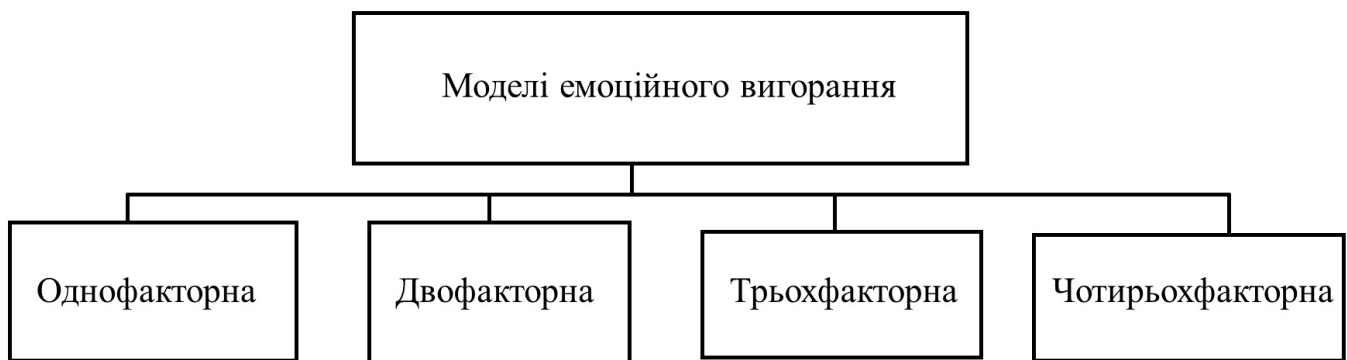 Моделі емоційного вигорання
Однофакторна
Двофакторна
Трьохфакторна
Чотирьохфакторна